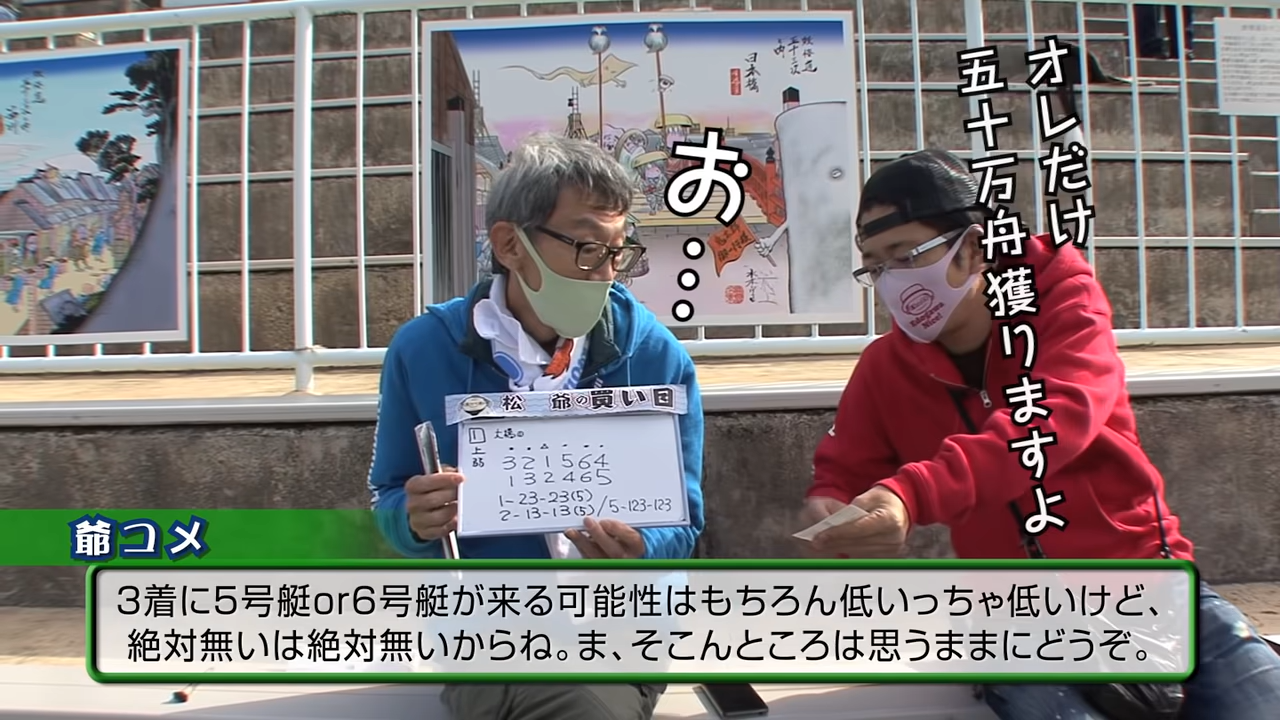 オレだけ
五十万舟獲りますよ
お…
日本橋
松爺の買い目
1
上
321564
132465
1-23-23(5)
2-13-13(5)/5-123-123
爺コメ
3着に5号艇or6号艇が来る可能性はもちろん低いっちゃ低いけど、
絶対無いは絶対無いからね。ま、そこんところは思うままにどうぞ。